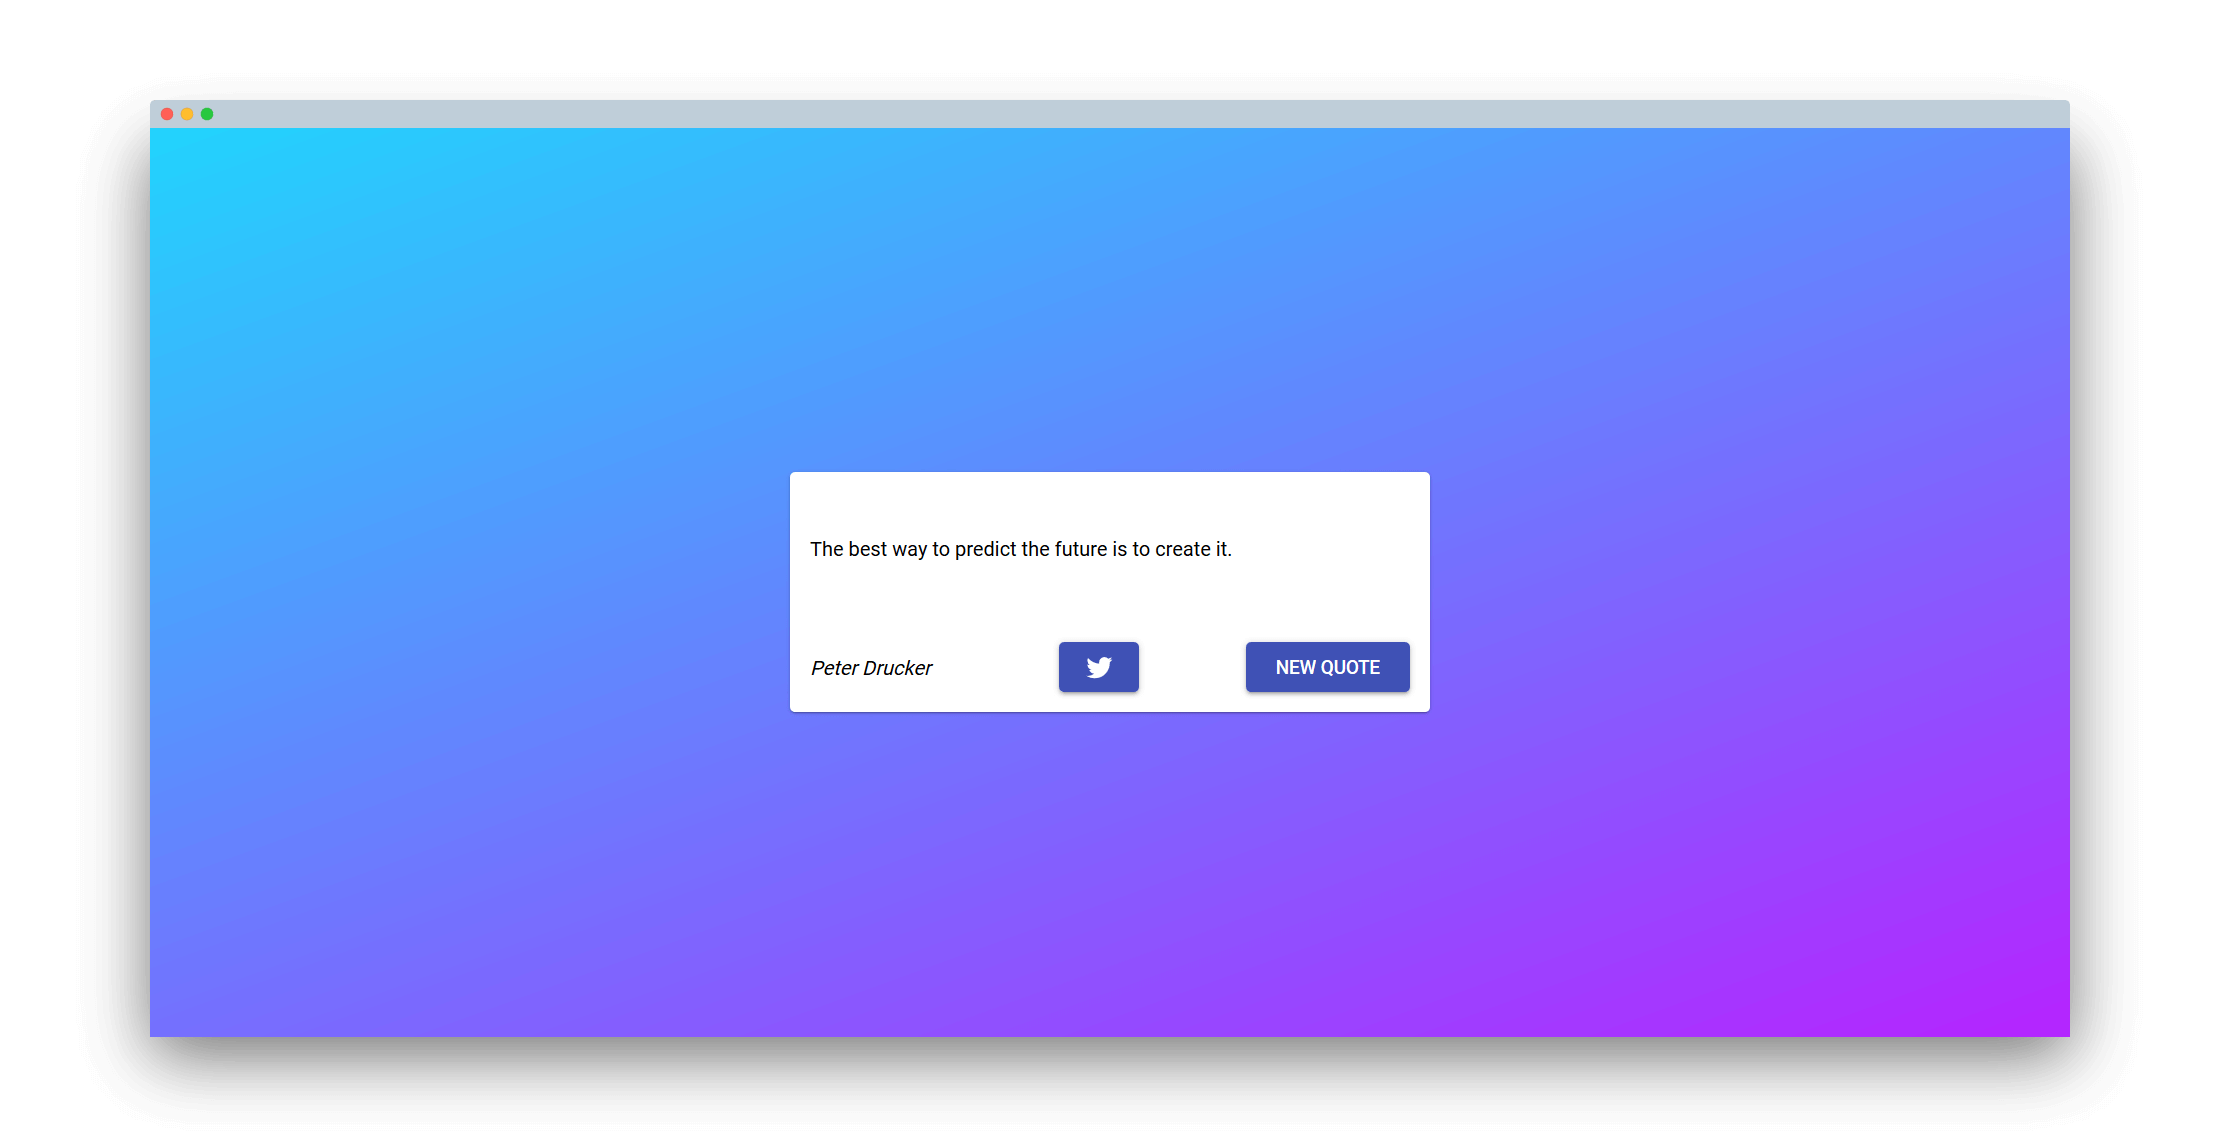 The best way to predict the future is to create it.
Peter Drucker
NEW QUOTE